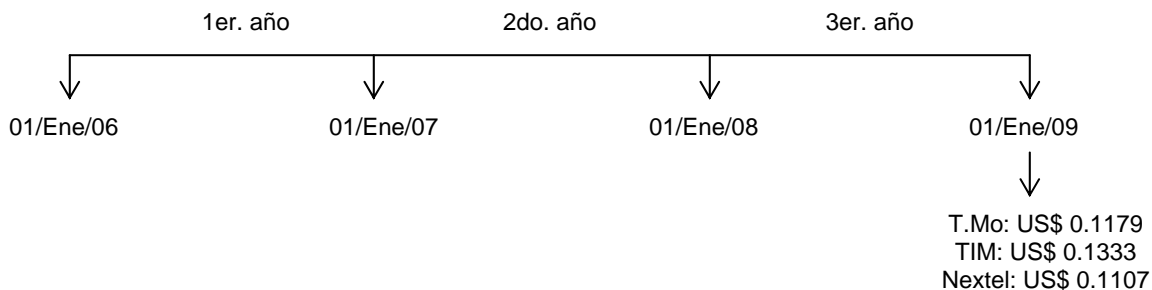 1er. año 2do. año 3er. año
01/Ene/06 01/Ene/07 01/Ene/08 01/Ene/09
T.Mo: US$ 0.1179
TIM: US$ 0.1333
Nextel: US$ 0.1107